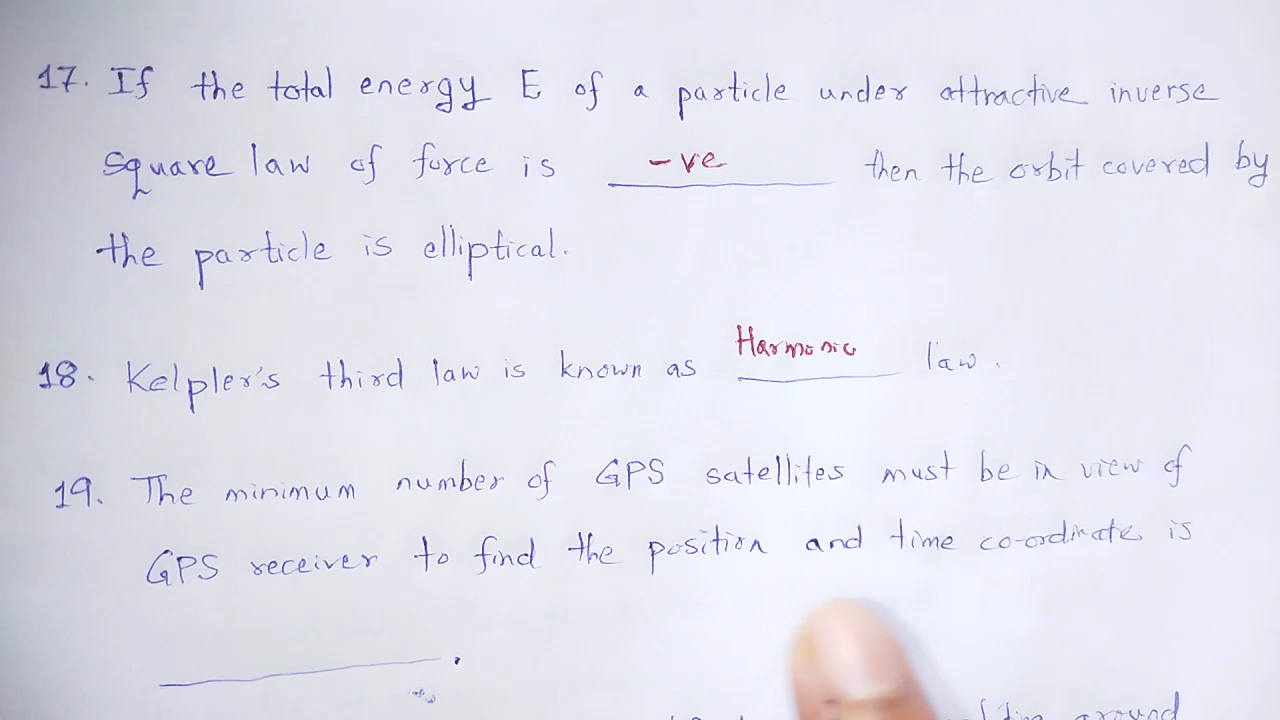 17. If the total energy E of a particle under attractive inverse
square law of force is -ve then the orbit covered by
the particle is elliptical.
18. Kelpler's third law is known as Harmonic law.
19. The minimum number of GPS satellites must be in view of
GPS receiver to find the position and time co-ordinate is
around